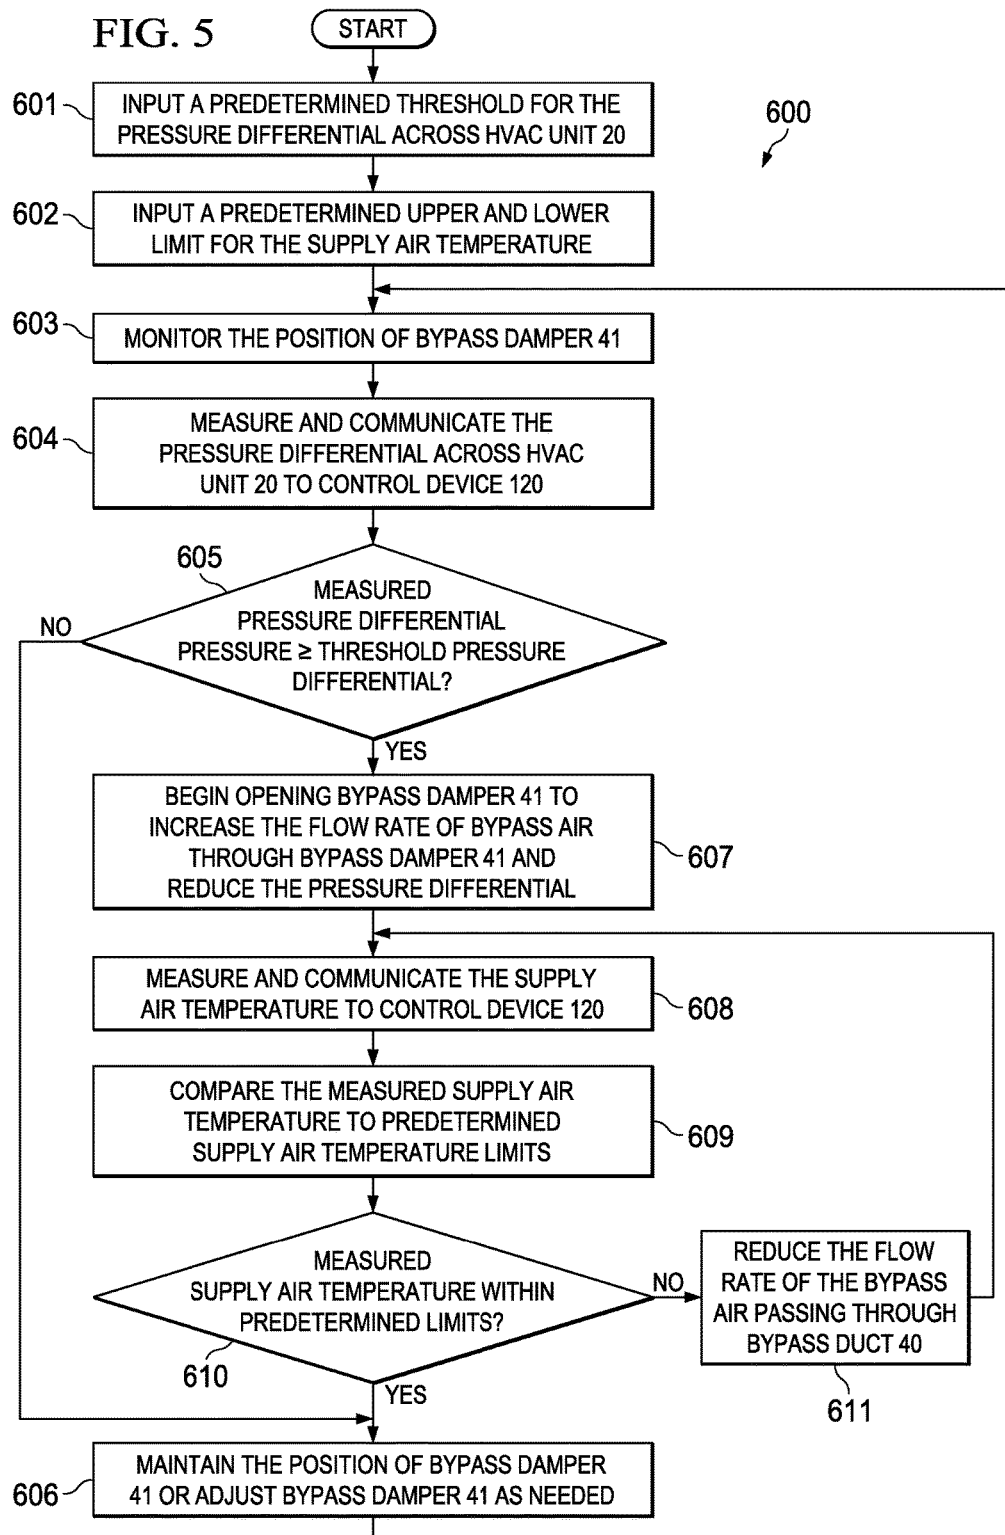 FIG. 5
START
601
INPUT A PREDETERMINED THRESHOLD FOR THE
PRESSURE DIFFERENTIAL ACROSS HVAC UNIT 20
600
602
INPUT A PREDETERMINED UPPER AND LOWER
LIMIT FOR THE SUPPLY AIR TEMPERATURE
603
MONITOR THE POSITION OF BYPASS DAMPER 41
604
MEASURE AND COMMUNICATE THE
PRESSURE DIFFERENTIAL ACROSS HVAC
UNIT 20 TO CONTROL DEVICE 120
605
MEASURED
PRESSURE DIFFERENTIAL
PRESSURE ≥ THRESHOLD PRESSURE
DIFFERENTIAL?
NO
YES
BEGIN OPENING BYPASS DAMPER 41 TO
INCREASE THE FLOW RATE OF BYPASS AIR
THROUGH BYPASS DAMPER 41 AND
REDUCE THE PRESSURE DIFFERENTIAL
607
MEASURE AND COMMUNICATE THE SUPPLY
AIR TEMPERATURE TO CONTROL DEVICE 120
608
COMPARE THE MEASURED SUPPLY AIR
TEMPERATURE TO PREDETERMINED
SUPPLY AIR TEMPERATURE LIMITS
609
MEASURED
SUPPLY AIR TEMPERATURE WITHIN
PREDETERMINED LIMITS?
610
NO
REDUCE THE FLOW
RATE OF THE BYPASS
AIR PASSING THROUGH
BYPASS DUCT 40
611
YES
606
MAINTAIN THE POSITION OF BYPASS DAMPER
41 OR ADJUST BYPASS DAMPER 41 AS NEEDED